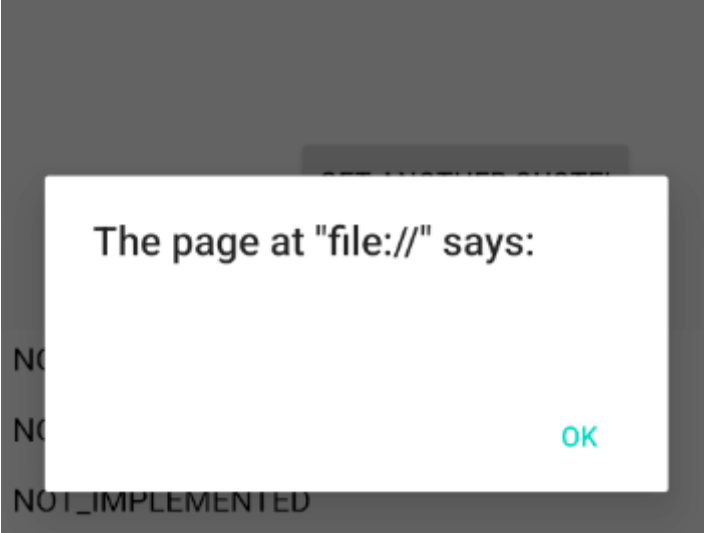 The page at "file://" says:
OK
NOT_IMPLEMENTED